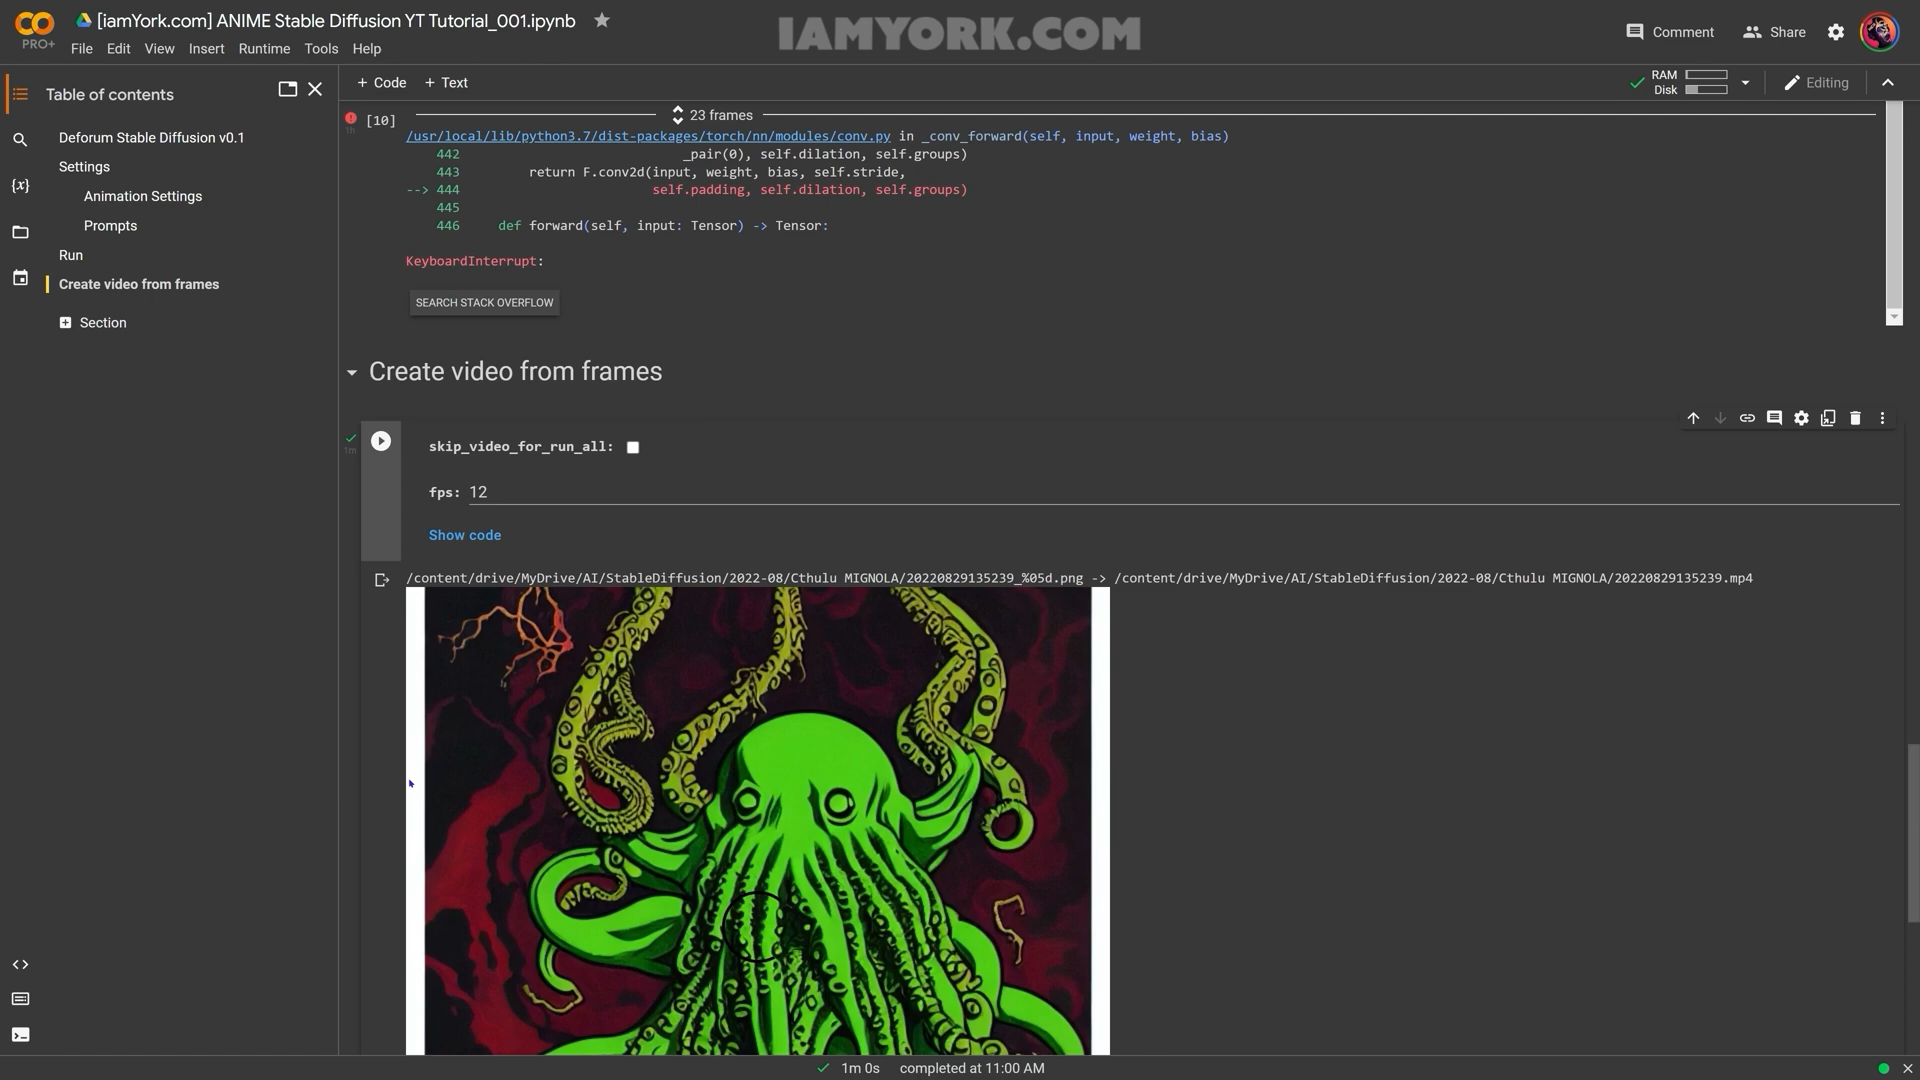 [iamYork.com] ANIME Stable Diffusion YT Tutorial_001.ipynb
PRO+
File Edit View Insert Runtime Tools Help
IAMYORK.COM
Comment
Share
Table of contents
Deforum Stable Diffusion v0.1
Settings
Animation Settings
Prompts
Run
Create video from frames
Section
+ Code + Text
RAM
Disk
Editing
[10]
1h
23 frames
/usr/local/lib/python3.7/dist-packages/torch/nn/modules/conv.py in _conv_forward(self, input, weight, bias)
442 _pair(0), self.dilation, self.groups)
443 return F.conv2d(input, weight, bias, self.stride,
--> 444 self.padding, self.dilation, self.groups)
445
446 def forward(self, input: Tensor) -> Tensor:
KeyboardInterrupt:
SEARCH STACK OVERFLOW
Create video from frames
1m
skip_video_for_run_all:
fps: 12
Show code
/content/drive/MyDrive/AI/StableDiffusion/2022-08/Cthulu MIGNOLA/20220829135239_%05d.png -> /content/drive/MyDrive/AI/StableDiffusion/2022-08/Cthulu MIGNOLA/20220829135239.mp4
1m 0s completed at 11:00 AM